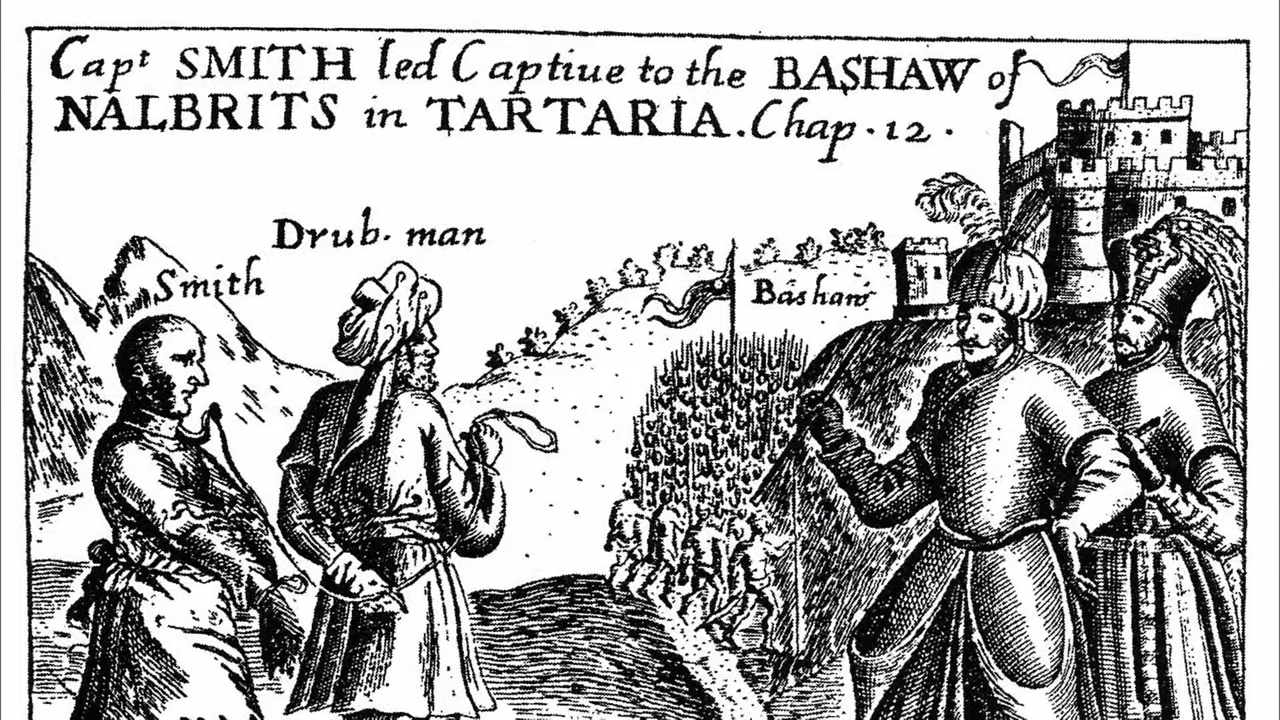 Capᵗ SMITH led Captiue to the BASHAW of
NALBRITS in TARTARIA. Chap. 12.
Drub. man
Smith
Bashaw